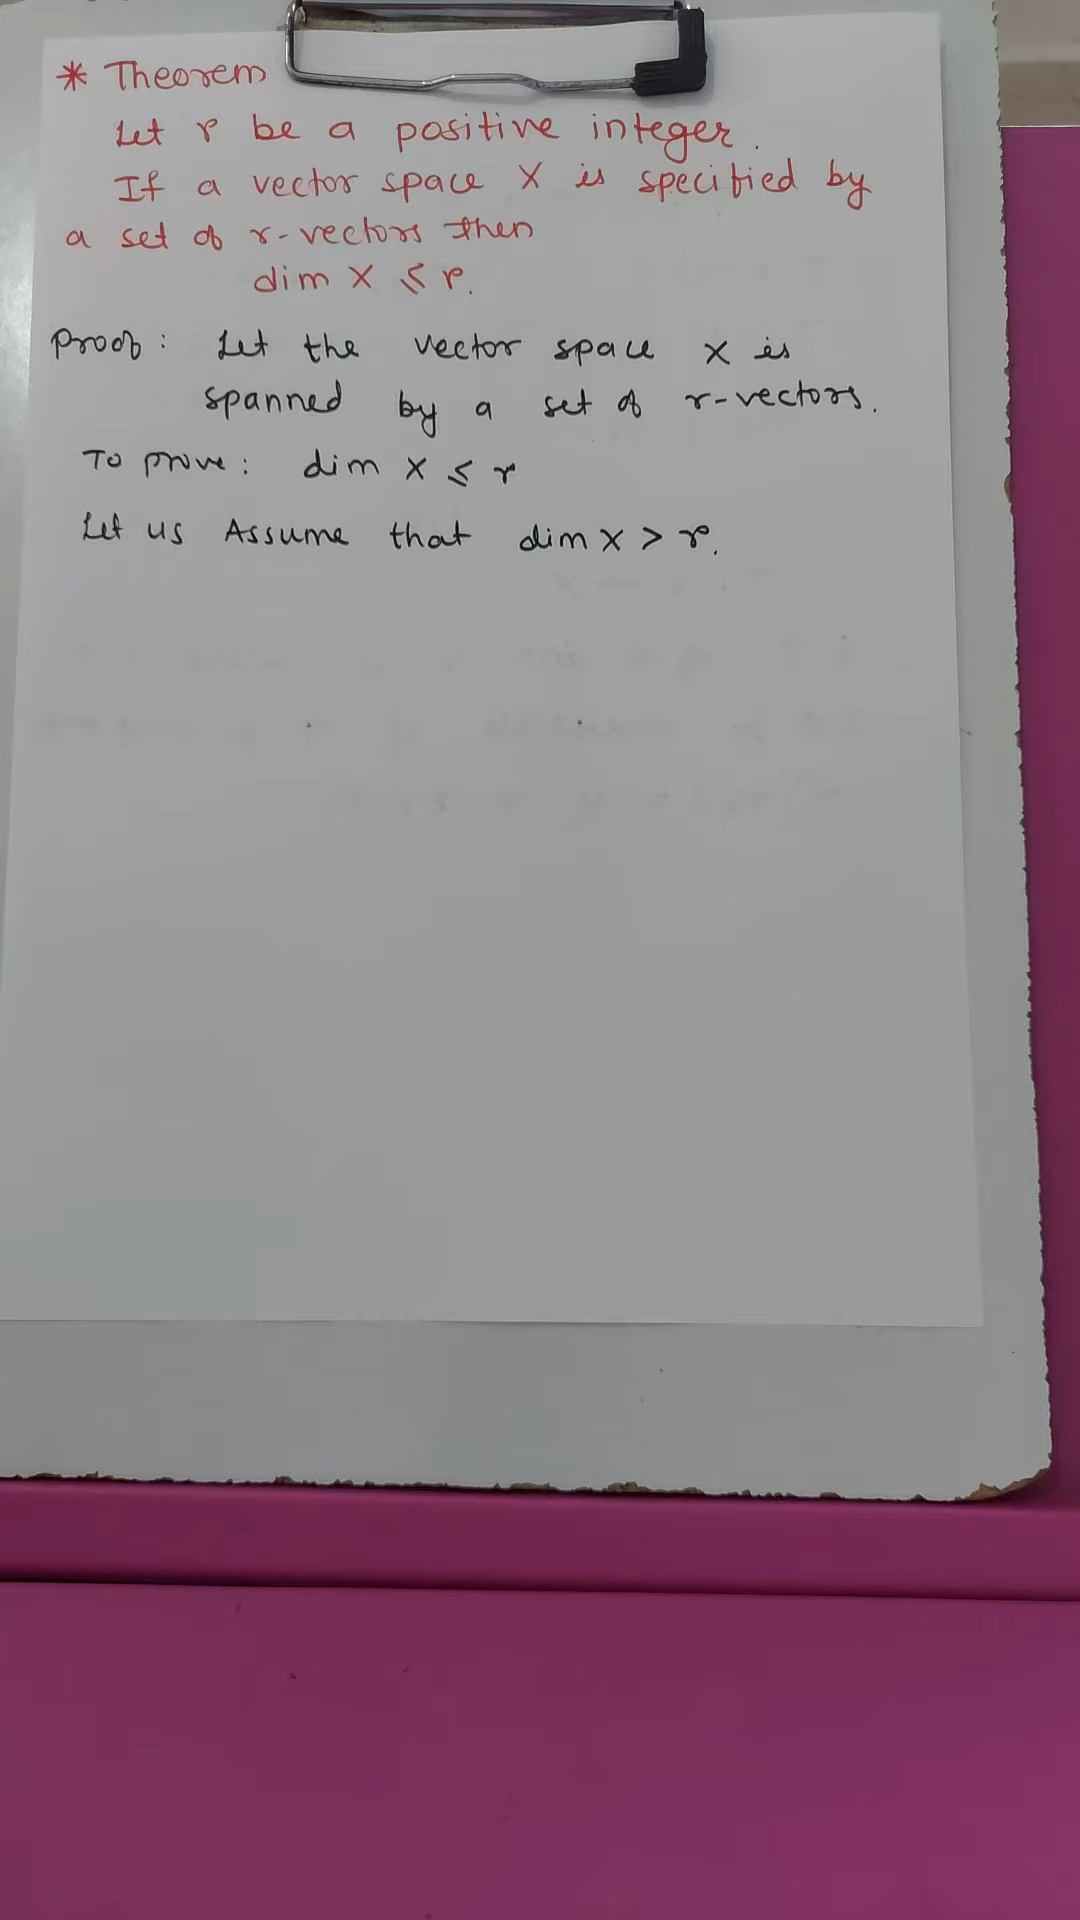 * Theorem
Let r be a positive integer.
If a vector space X is specified by
a set of r-vectors then
dim X ≤ r.
Proof: Let the vector space X is
spanned by a set of r-vectors.
To prove: dim X ≤ r
Let us Assume that dim X > r.